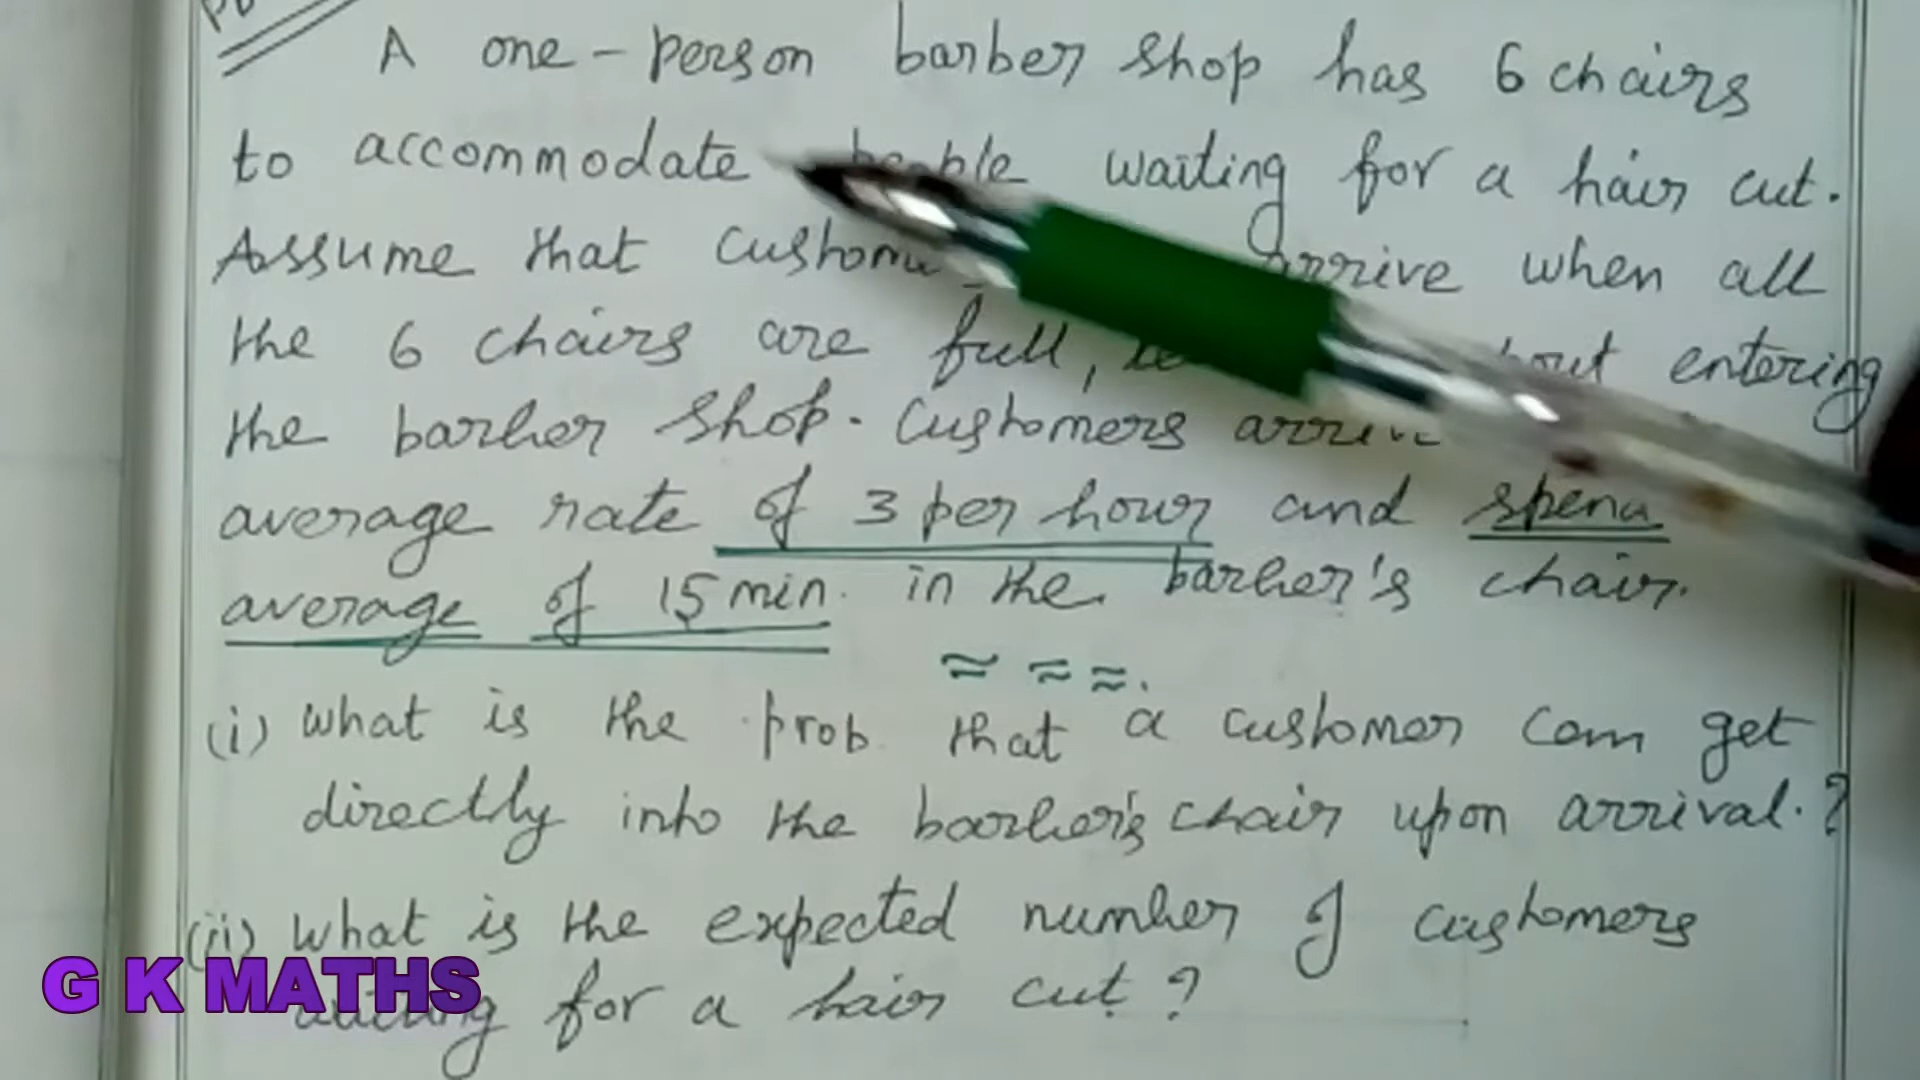 A one-person barber shop has 6 chairs
to accommodate people waiting for a hair cut.
Assume that arrive when all
the 6 chairs are full, entering
the barber shop. Customers
average rate of 3 per hour and spend
average of 15 min. in the barber's chair.
(i) What is the prob. that a customer can get
directly into the barber's chair upon arrival.?
(ii) What is the expected number of customers
waiting for a hair cut.?
G K MATHS